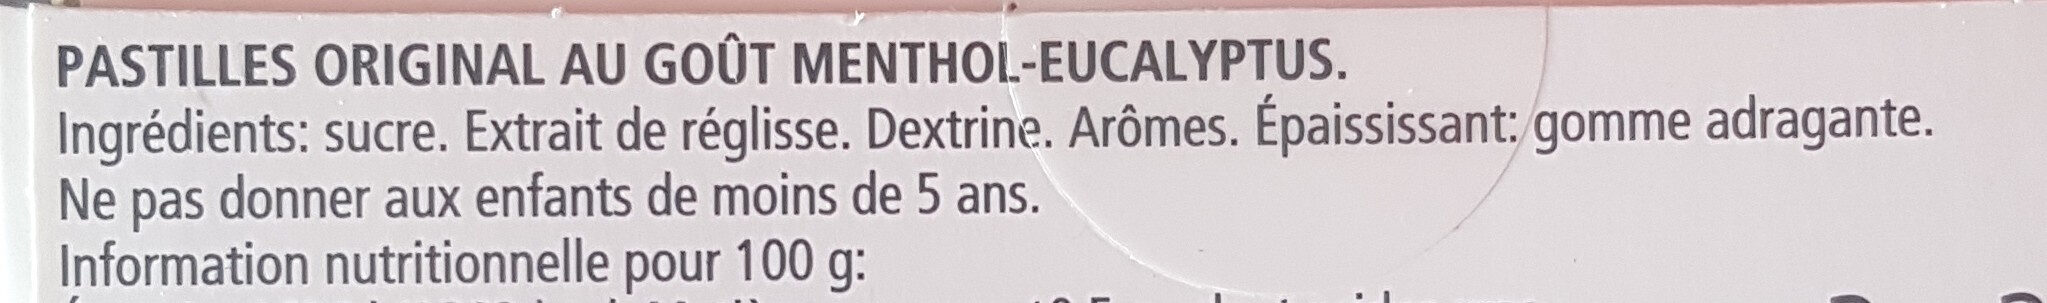 PASTILLES ORIGINAL AU GOÛT MENTHOL-EUCALYPTUS.
Ingrédients: sucre. Extrait de réglisse. Dextrine. Arômes. Épaississant: gomme adragante.
Ne pas donner aux enfants de moins de 5 ans.
Information nutritionnelle pour 100 g: